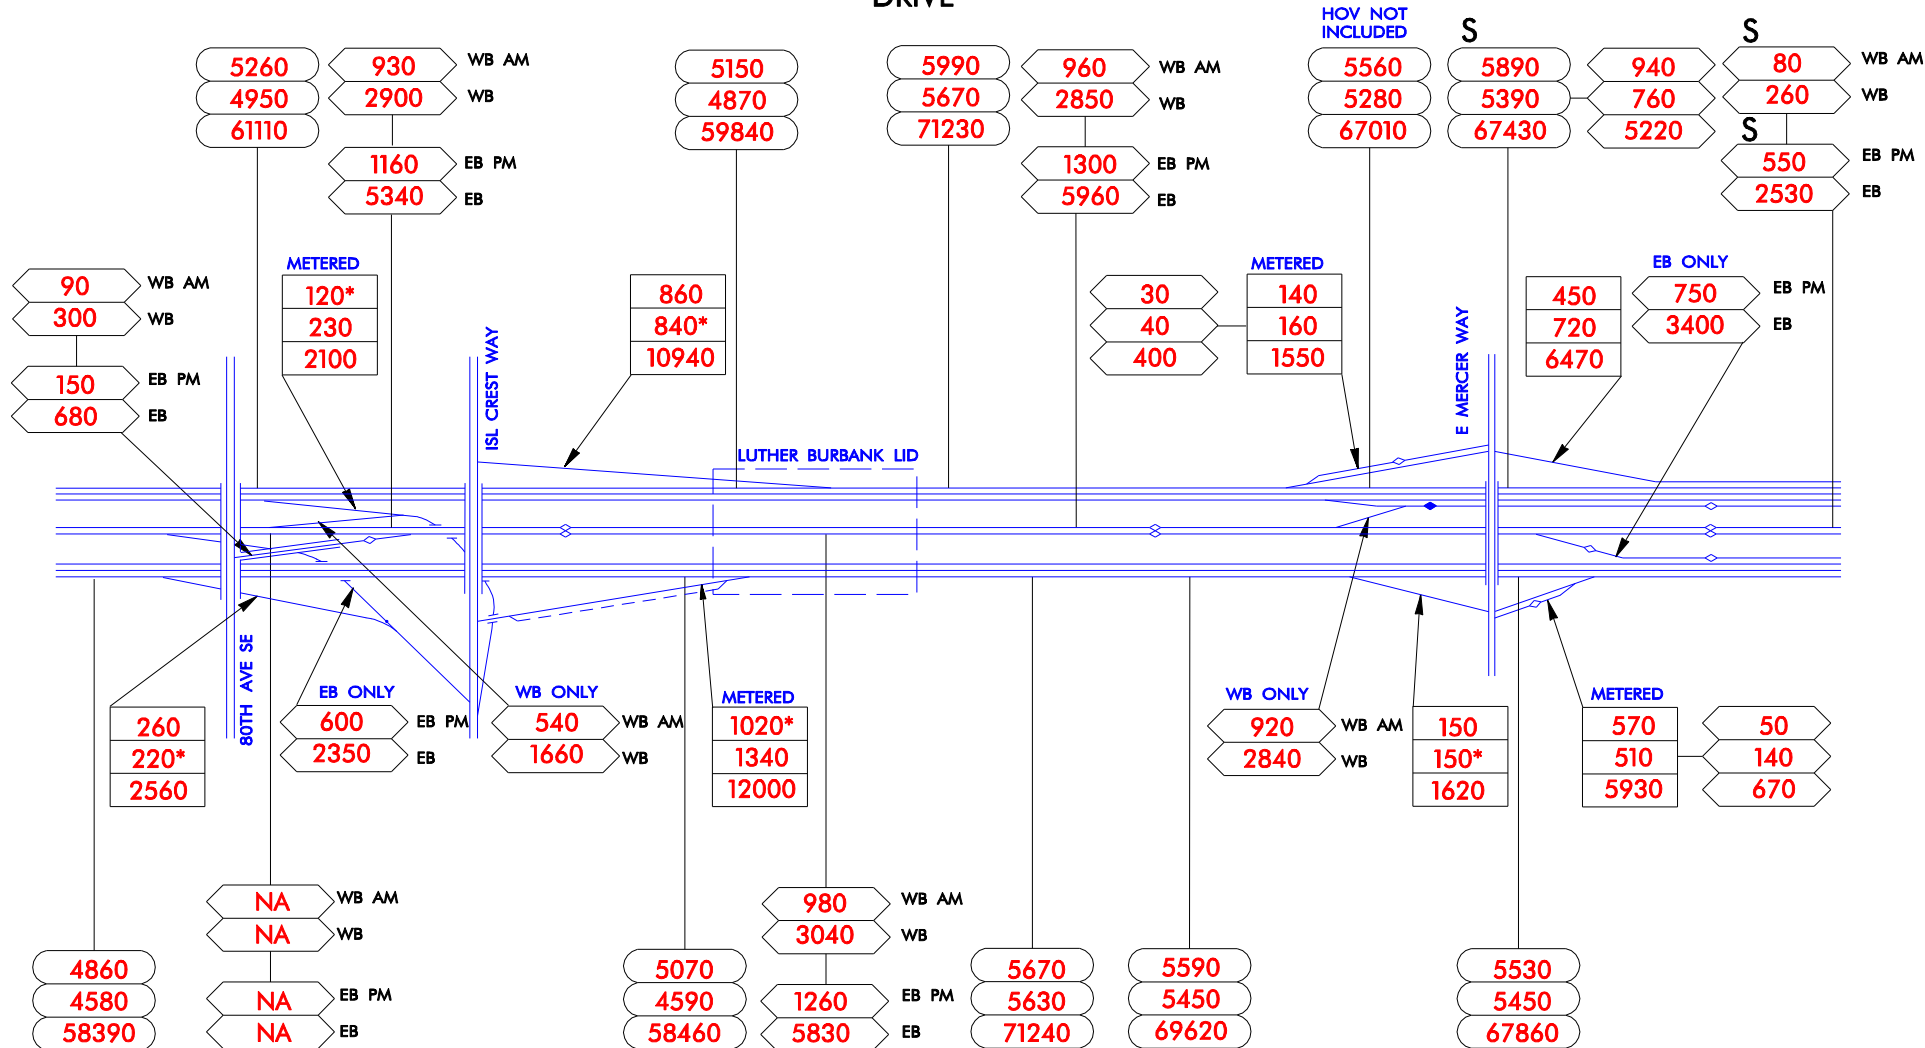 DRIVE
HOV NOT
INCLUDED
S
S
5260
4950
61110
930
2900
WB AM
WB
1160
5340
EB PM
EB
5150
4870
59840
5990
5670
71230
960
2850
WB AM
WB
1300
5960
EB PM
EB
5560
5280
67010
5890
5390
67430
940
760
5220
80
260
WB AM
WB
S
550
2530
EB PM
EB
90
300
WB AM
WB
150
680
EB PM
EB
METERED
120*
230
2100
ISL CREST WAY
860
840*
10940
LUTHER BURBANK LID
30
40
400
METERED
140
160
1550
E MERCER WAY
450
720
6470
EB ONLY
750
3400
EB PM
EB
80TH AVE SE
260
220*
2560
EB ONLY
600
2350
EB PM
EB
WB ONLY
540
1660
WB AM
WB
METERED
1020*
1340
12000
WB ONLY
920
2840
WB AM
WB
150
150*
1620
METERED
570
510
5930
50
140
670
4860
4580
58390
NA
NA
WB AM
WB
NA
NA
EB PM
EB
5070
4590
58460
980
3040
WB AM
WB
1260
5830
EB PM
EB
5670
5630
71240
5590
5450
69620
5530
5450
67860